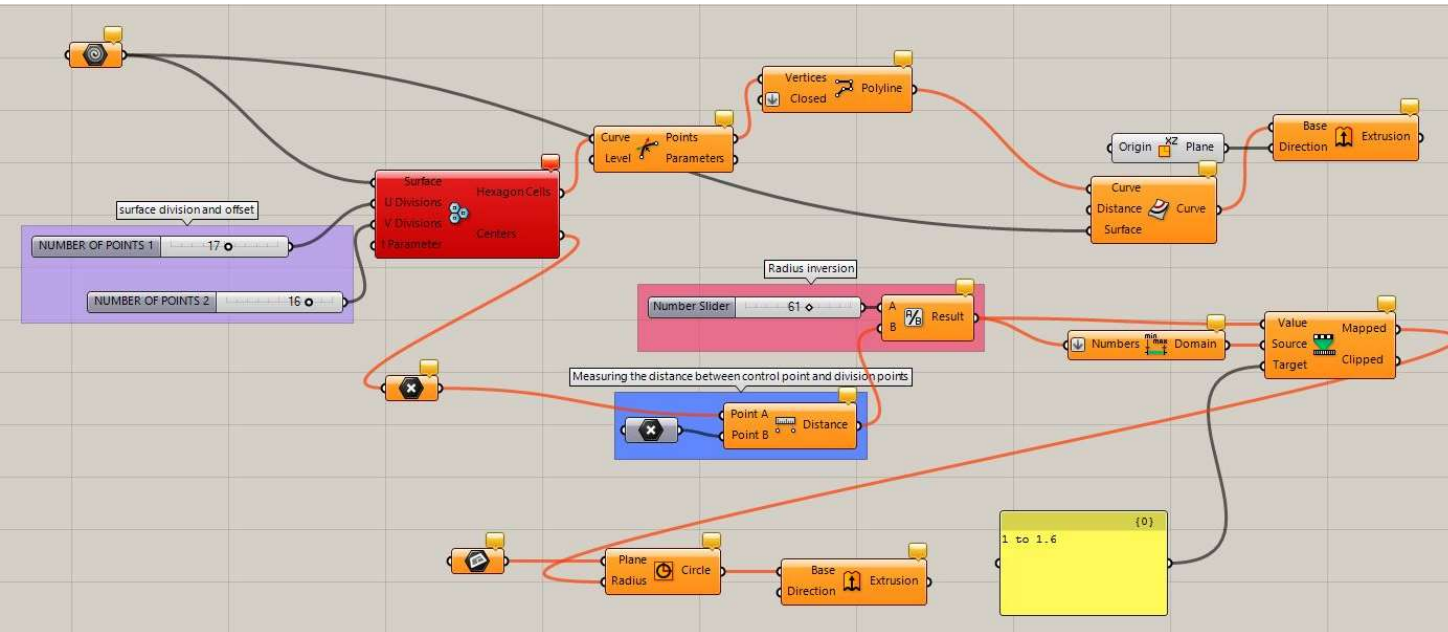 Vertices
Closed
Polyline
Curve
Level
Points
Parameters
Origin
XZ
Plane
Base
Direction
Extrusion
Curve
Distance
Surface
Curve
Surface
U Divisions
V Divisions
t Parameter
Hexagon Cells
Centers
surface division and offset
NUMBER OF POINTS 1
17
NUMBER OF POINTS 2
16
Radius inversion
Number Slider
61
A
B
A/B
Result
Numbers
min
max
Domain
Value
Source
Target
Mapped
Clipped
Measuring the distance between control point and division points
Point A
Point B
Distance
{0}
1 to 1.6
Plane
Radius
Circle
Base
Direction
Extrusion